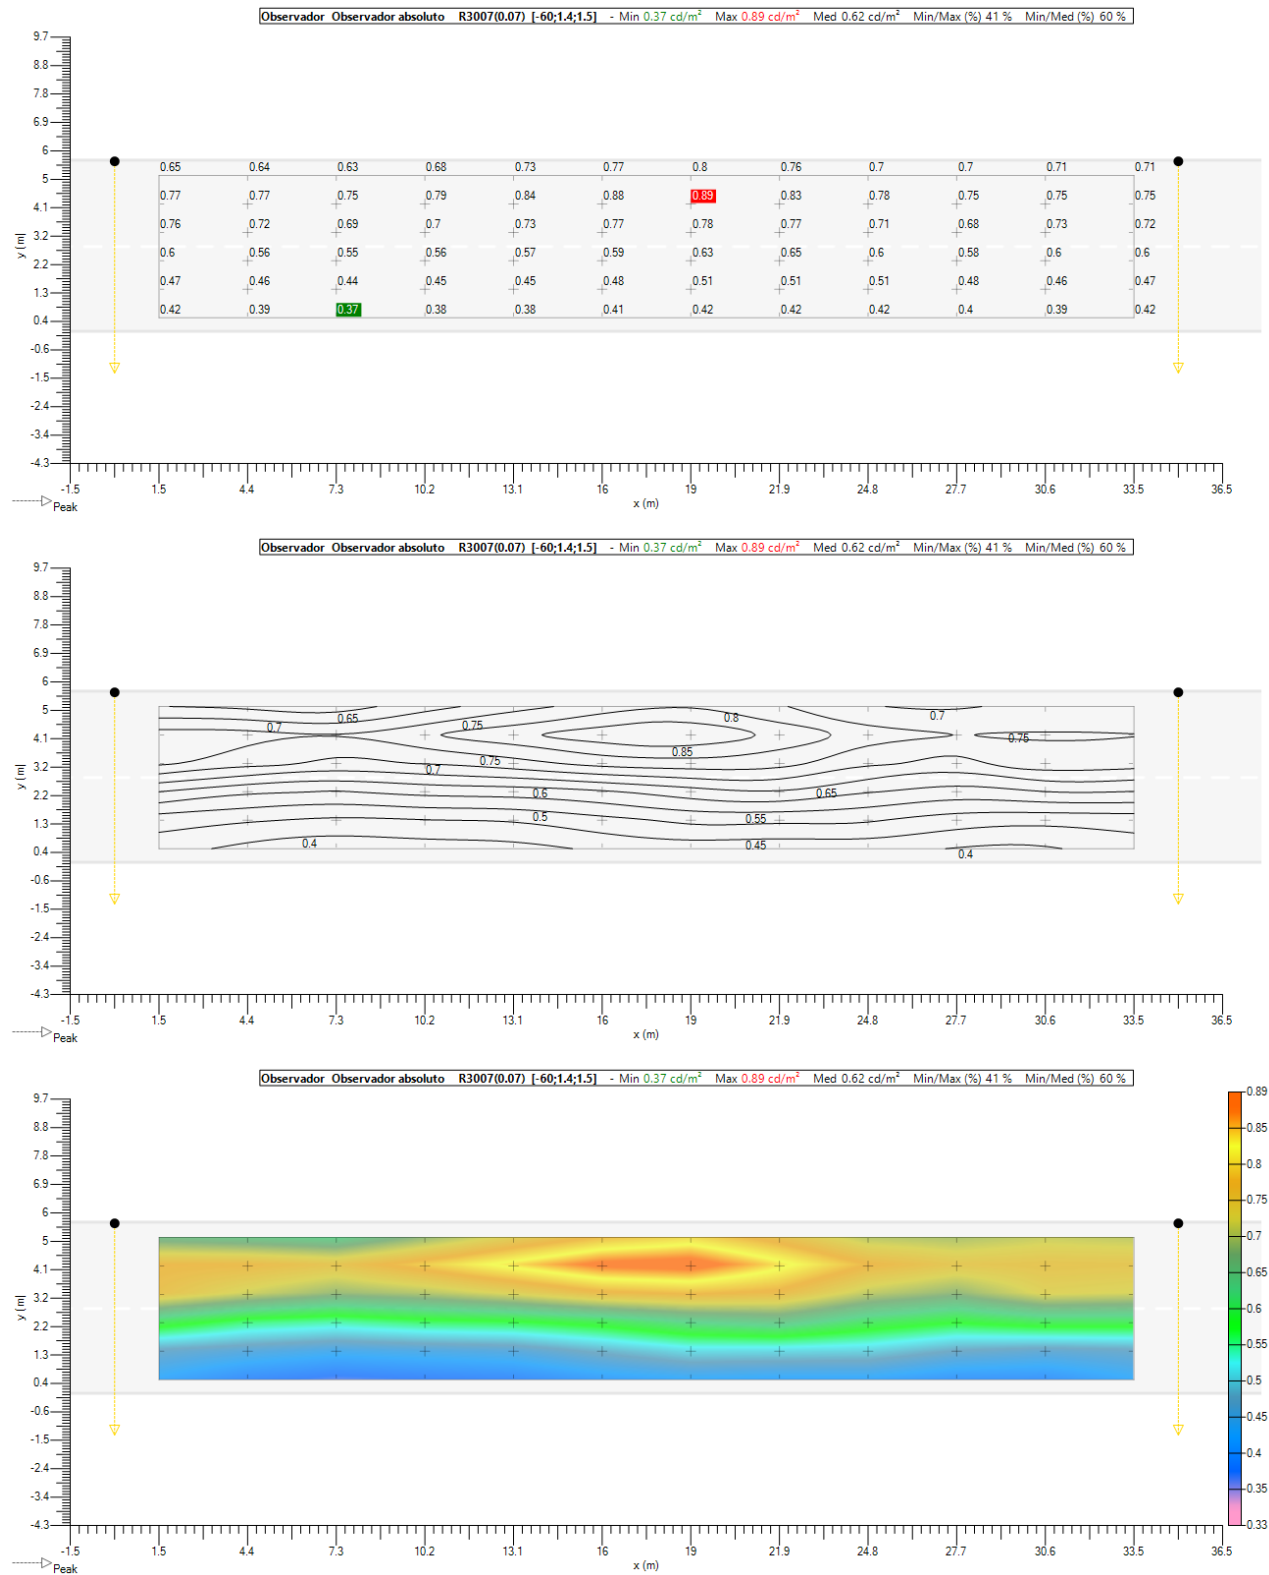 Observador Observador absoluto R3007(0.07) [-60;1.4;1.5] - Min 0.37 cd/m² Max 0.89 cd/m² Med 0.62 cd/m² Min/Max (%) 41 % Min/Med (%) 60 %
9.7
8.8
7.8
6.9
6
0.65 0.64 0.63 0.68 0.73 0.77 0.8 0.76 0.7 0.7 0.71 0.71
5
0.77 0.77 0.75 0.79 0.84 0.88 0.89 0.83 0.78 0.75 0.75 0.75
4.1
0.76 0.72 0.69 0.7 0.73 0.77 0.78 0.77 0.71 0.68 0.73 0.72
3.2
y (m)
0.6 0.56 0.55 0.56 0.57 0.59 0.63 0.65 0.6 0.58 0.6 0.6
2.2
0.47 0.46 0.44 0.45 0.45 0.48 0.51 0.51 0.51 0.48 0.46 0.47
1.3
0.42 0.39 0.37 0.38 0.38 0.41 0.42 0.42 0.42 0.4 0.39 0.42
0.4
-0.6
-1.5
-2.4
-3.4
-4.3
-1.5 1.5 4.4 7.3 10.2 13.1 16 19 21.9 24.8 27.7 30.6 33.5 36.5
x (m)
Peak
Observador Observador absoluto R3007(0.07) [-60;1.4;1.5] - Min 0.37 cd/m² Max 0.89 cd/m² Med 0.62 cd/m² Min/Max (%) 41 % Min/Med (%) 60 %
9.7
8.8
7.8
6.9
6
5
0.7 0.65 0.75 0.8 0.7
4.1
0.75
0.85
3.2
0.7 0.75
y (m)
2.2
0.6 0.65
1.3
0.5 0.55
0.4
0.4 0.45 0.4
-0.6
-1.5
-2.4
-3.4
-4.3
-1.5 1.5 4.4 7.3 10.2 13.1 16 19 21.9 24.8 27.7 30.6 33.5 36.5
x (m)
Peak
Observador Observador absoluto R3007(0.07) [-60;1.4;1.5] - Min 0.37 cd/m² Max 0.89 cd/m² Med 0.62 cd/m² Min/Max (%) 41 % Min/Med (%) 60 %
9.7
8.8
7.8
6.9
6
5
4.1
3.2
y (m)
2.2
1.3
0.4
-0.6
-1.5
-2.4
-3.4
-4.3
-1.5 1.5 4.4 7.3 10.2 13.1 16 19 21.9 24.8 27.7 30.6 33.5 36.5
x (m)
Peak
0.89
0.85
0.8
0.75
0.7
0.65
0.6
0.55
0.5
0.45
0.4
0.35
0.33